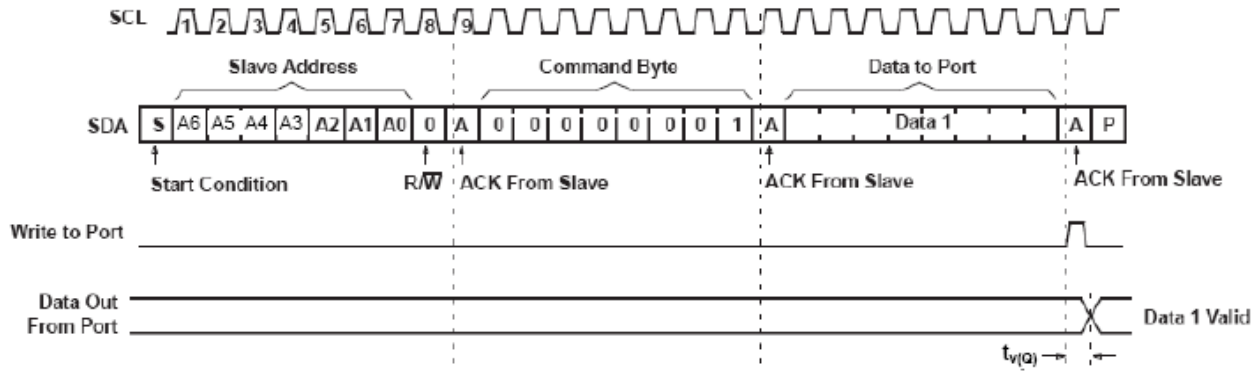 SCL 1 2 3 4 5 6 7 8 9
Slave Address Command Byte Data to Port
SDA S A6 A5 A4 A3 A2 A1 A0 0 A 0 0 0 0 0 0 0 1 A Data 1 A P
Start Condition R/W̅ ACK From Slave ACK From Slave ACK From Slave
Write to Port
Data Out
From Port
Data 1 Valid
tv(Q)